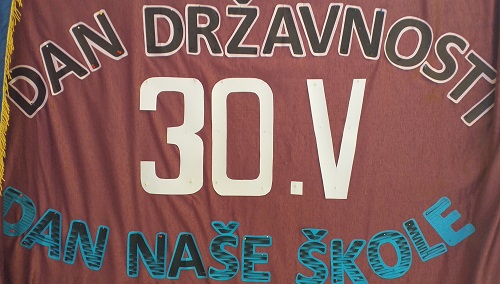 DAN DRŽAVNOSTI
30.V
DAN NAŠE ŠKOLE